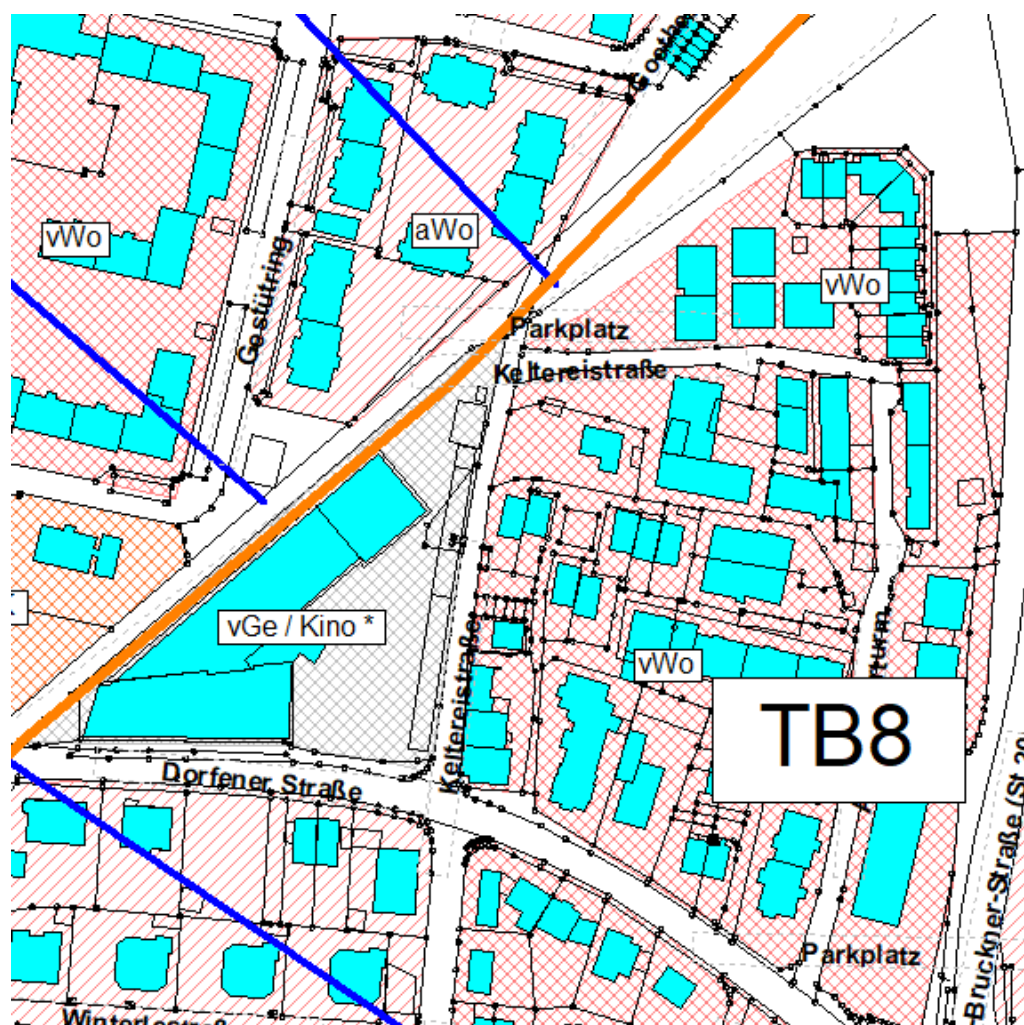 vWo
aWo
Gestütring
vWo
Parkplatz
Keltereistraße
vGe / Kino *
Keltereistraße
vWo
TB8
Dorfener Straße
Parkplatz